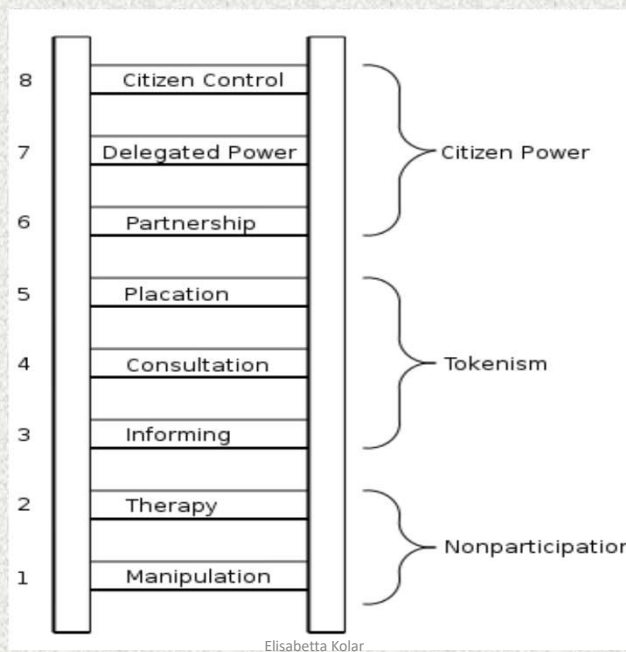 8 Citizen Control
7 Delegated Power Citizen Power
6 Partnership
5 Placation
4 Consultation Tokenism
3 Informing
2 Therapy
Nonparticipation
1 Manipulation
Elisabetta Kolar